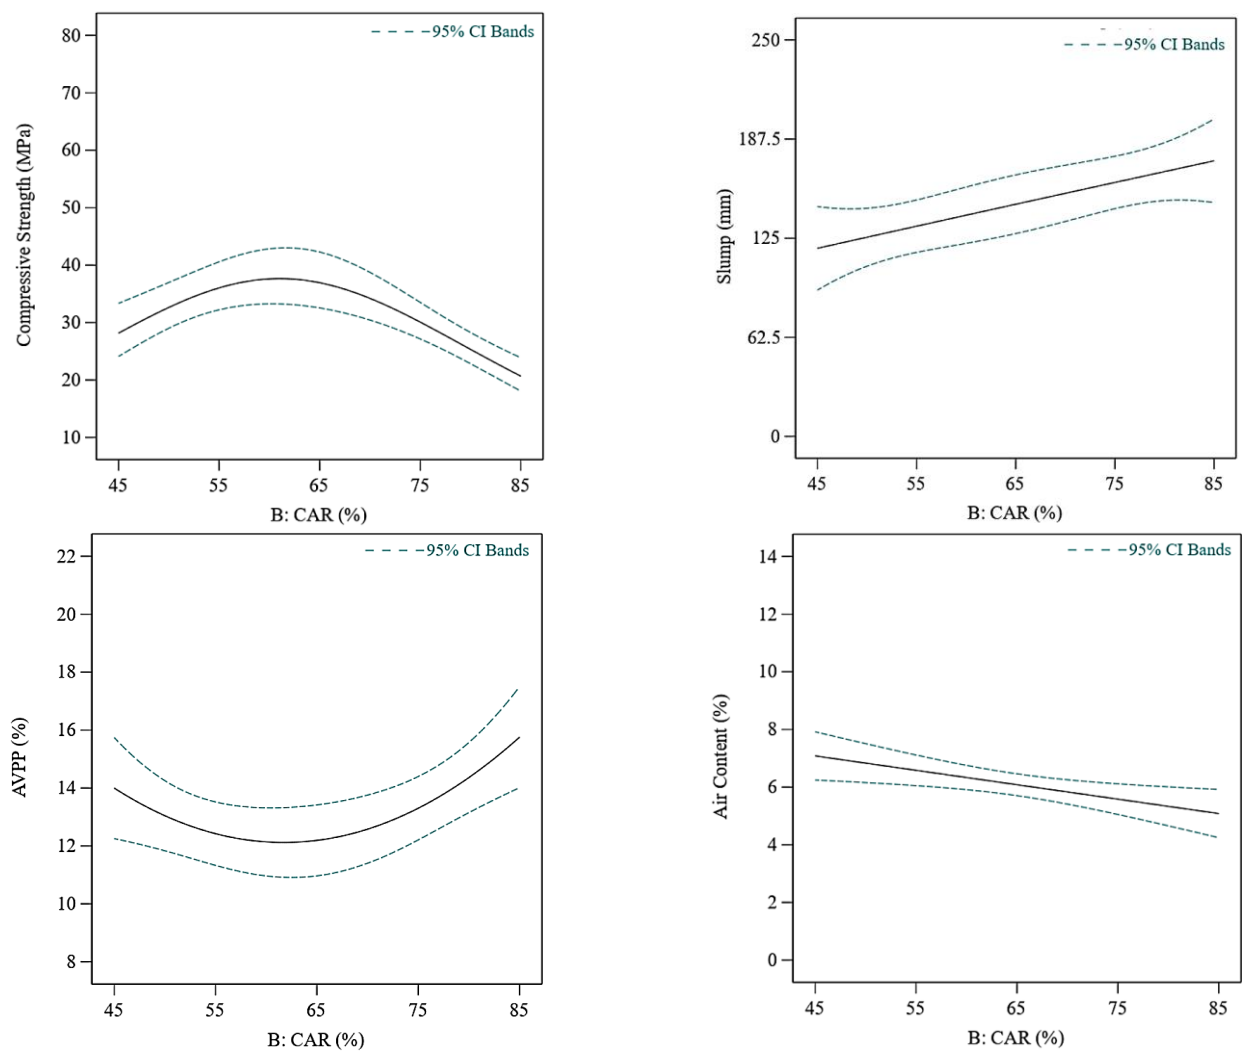 80
70
60
50
40
30
20
10
Compressive Strength (MPa)
95% CI Bands
45 55 65 75 85
B: CAR (%)
250
187.5
125
62.5
0
Slump (mm)
95% CI Bands
45 55 65 75 85
B: CAR (%)
22
20
18
16
14
12
10
8
AVPP (%)
95% CI Bands
45 55 65 75 85
B: CAR (%)
14
12
10
8
6
4
2
0
Air Content (%)
95% CI Bands
45 55 65 75 85
B: CAR (%)